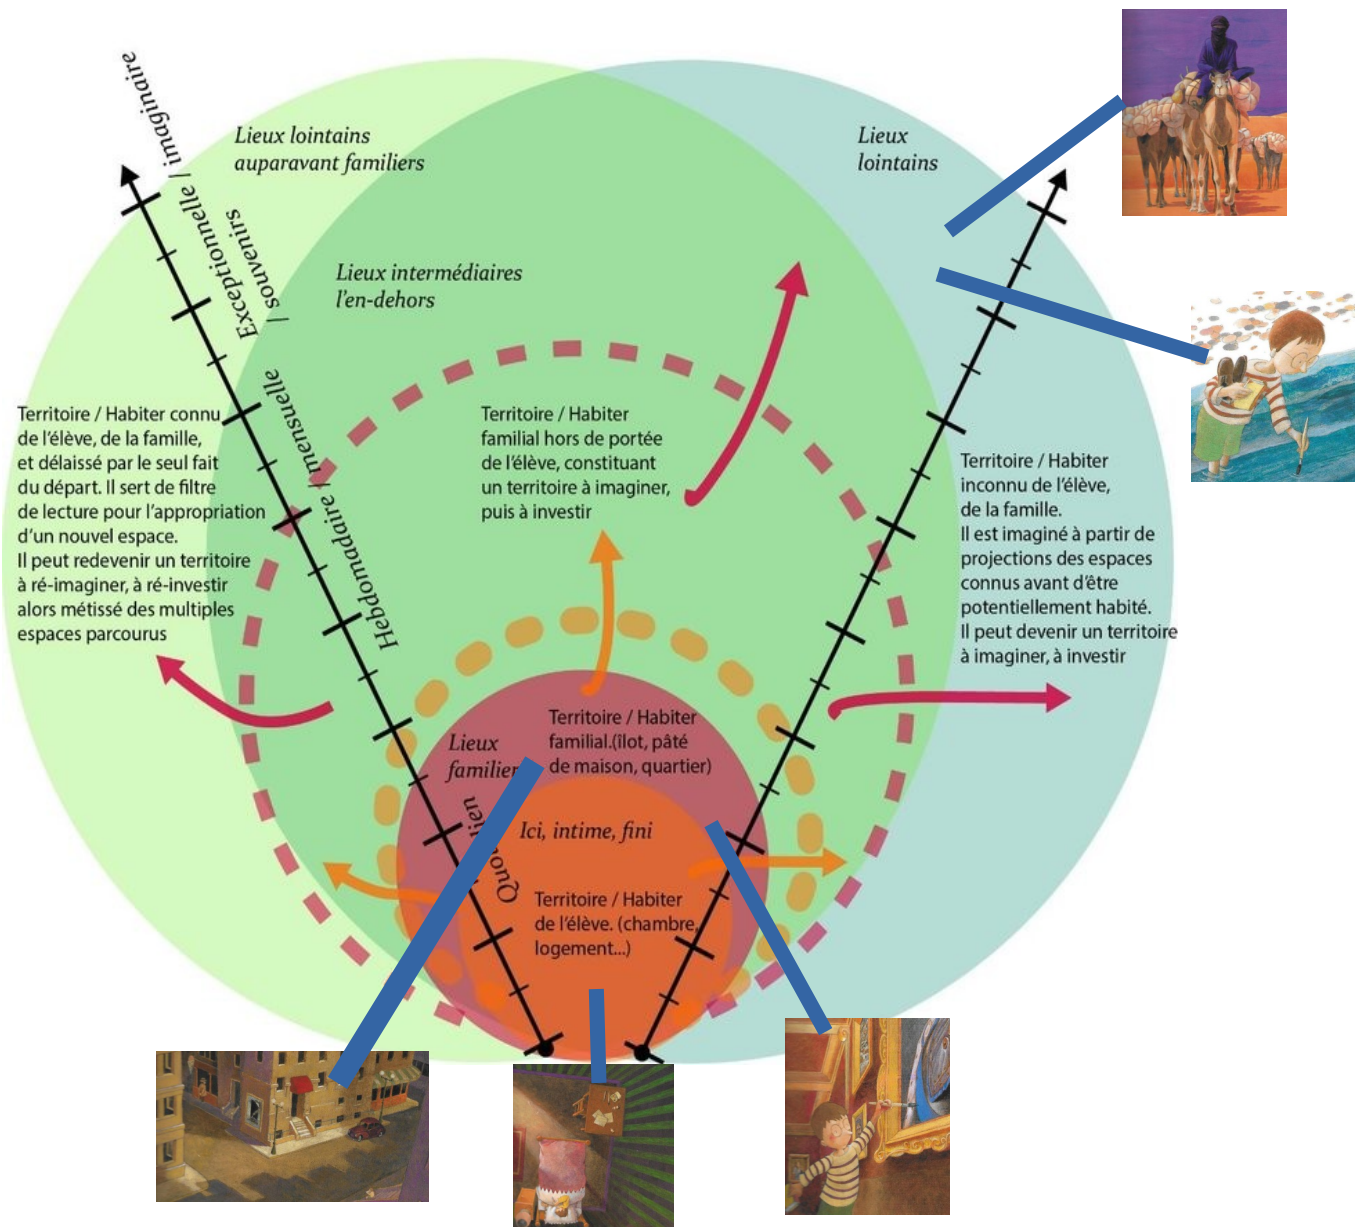 Exceptionnelle / imaginaire
/ souvenirs
Lieux lointains
auparavant familiers
Lieux
lointains
Lieux intermédiaires
l'en-dehors
Hebdomadaire / mensuelle
Territoire / Habiter connu
de l'élève, de la famille,
et délaissé par le seul fait
du départ. Il sert de filtre
de lecture pour l'appropriation
d'un nouvel espace.
Il peut redevenir un territoire
à ré-imaginer, à ré-investir
alors métissé des multiples
espaces parcourus
Territoire / Habiter
familial hors de portée
de l'élève, constituant
un territoire à imaginer,
puis à investir
Territoire / Habiter
inconnu de l'élève,
de la famille.
Il est imaginé à partir de
projections des espaces
connus avant d'être
potentiellement habité.
Il peut devenir un territoire
à imaginer, à investir
Lieux
Territoire / Habiter
familial.(îlot, pâté
de maison, quartier)
Ici, intime, fini
Territoire / Habiter
de l'élève. (chambre,
logement...)